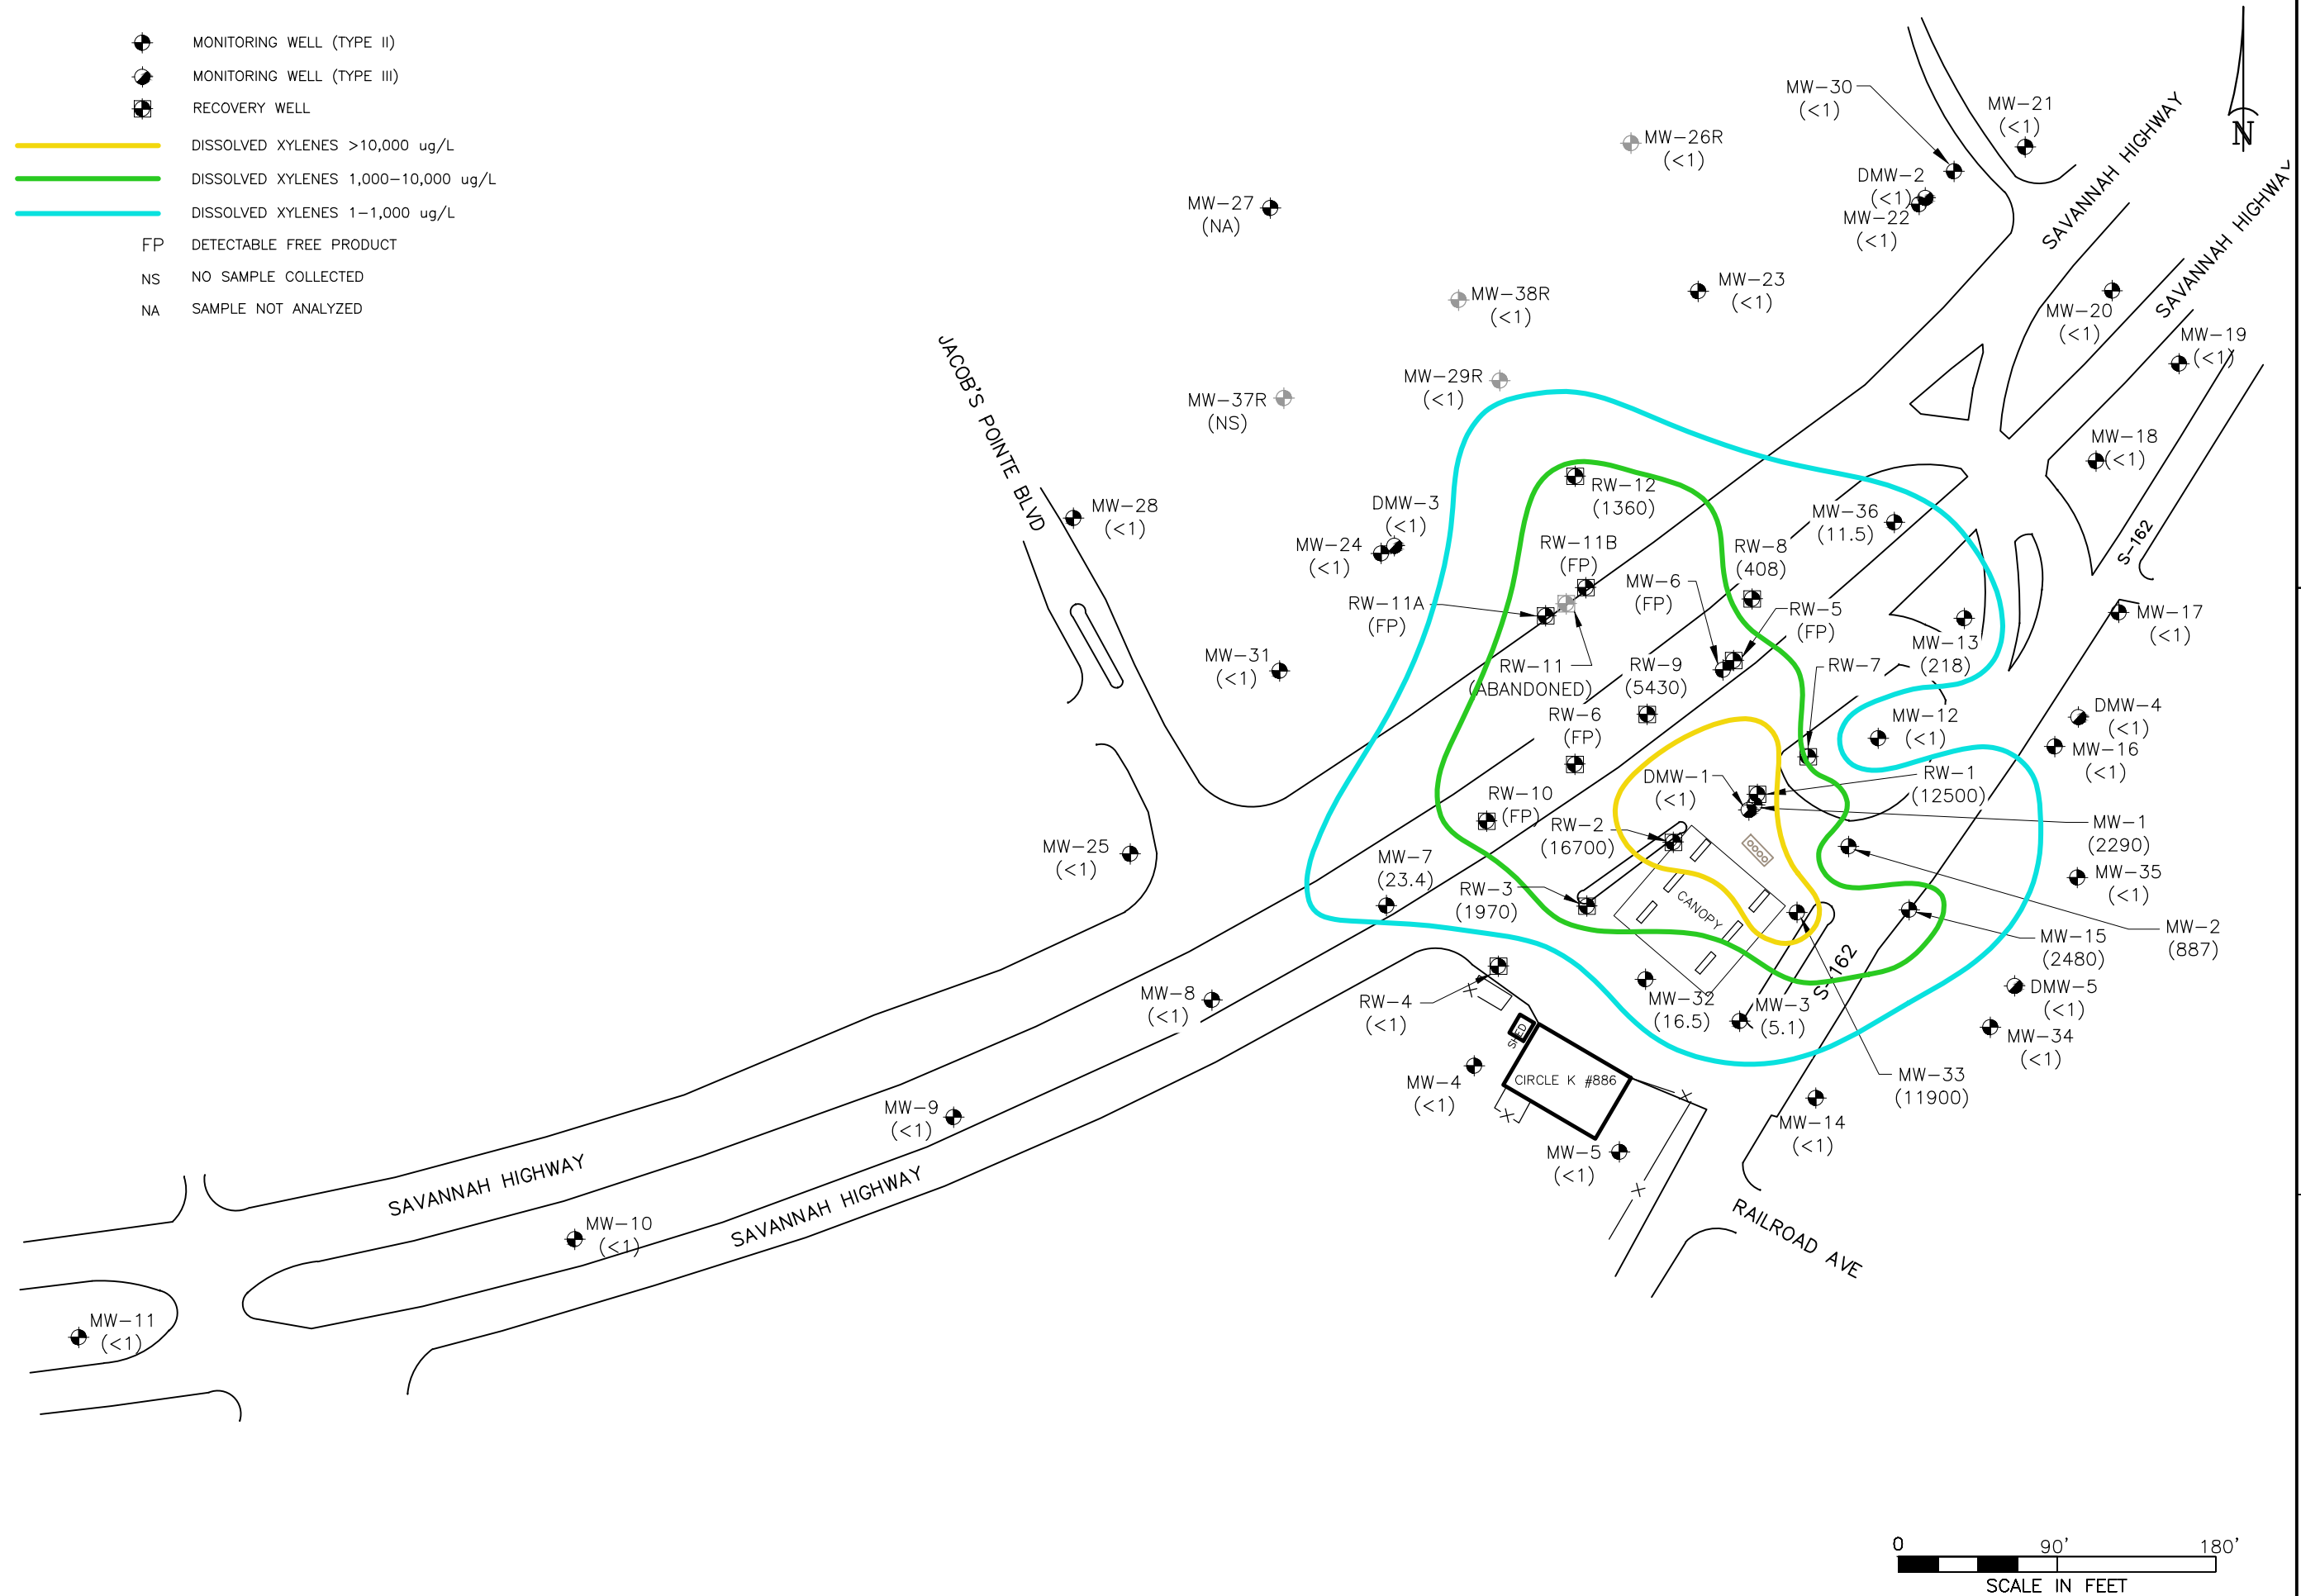 MONITORING WELL (TYPE II)
MONITORING WELL (TYPE III)
RECOVERY WELL
DISSOLVED XYLENES >10,000 ug/L
DISSOLVED XYLENES 1,000-10,000 ug/L
DISSOLVED XYLENES 1-1,000 ug/L
FP DETECTABLE FREE PRODUCT
NS NO SAMPLE COLLECTED
NA SAMPLE NOT ANALYZED
N
MW-30
(<1)
MW-21
(<1)
MW-26R
(<1)
DMW-2
(<1)
MW-22
(<1)
SAVANNAH HIGHWAY
SAVANNAH HIGHWAY
MW-27
(NA)
MW-38R
(<1)
MW-23
(<1)
MW-20
(<1)
MW-19
(<1)
JACOB'S POINTE BLVD
MW-37R
(NS)
MW-29R
(<1)
MW-18
(<1)
MW-28
(<1)
DMW-3
(<1)
MW-24
(<1)
RW-12
(1360)
MW-36
(11.5)
RW-11B
(FP)
RW-8
(408)
S-162
MW-6
(FP)
RW-11A
(FP)
RW-5
(FP)
MW-17
(<1)
MW-31
(<1)
RW-11
(ABANDONED)
RW-9
(5430)
RW-7
MW-13
(218)
RW-6
(FP)
MW-12
(<1)
DMW-4
(<1)
MW-16
(<1)
DMW-1
(<1)
RW-1
(12500)
RW-10
(FP)
RW-2
(16700)
MW-1
(2290)
MW-25
(<1)
MW-7
(23.4)
RW-3
(1970)
CANOPY
MW-35
(<1)
MW-2
(887)
MW-15
(2480)
S-162
MW-8
(<1)
RW-4
(<1)
MW-32
(16.5)
MW-3
(5.1)
DMW-5
(<1)
MW-34
(<1)
SHED
MW-4
(<1)
CIRCLE K #886
MW-33
(11900)
MW-9
(<1)
MW-14
(<1)
MW-5
(<1)
X
X
X
X
SAVANNAH HIGHWAY
SAVANNAH HIGHWAY
MW-10
(<1)
RAILROAD AVE
MW-11
(<1)
0 90' 180'
SCALE IN FEET